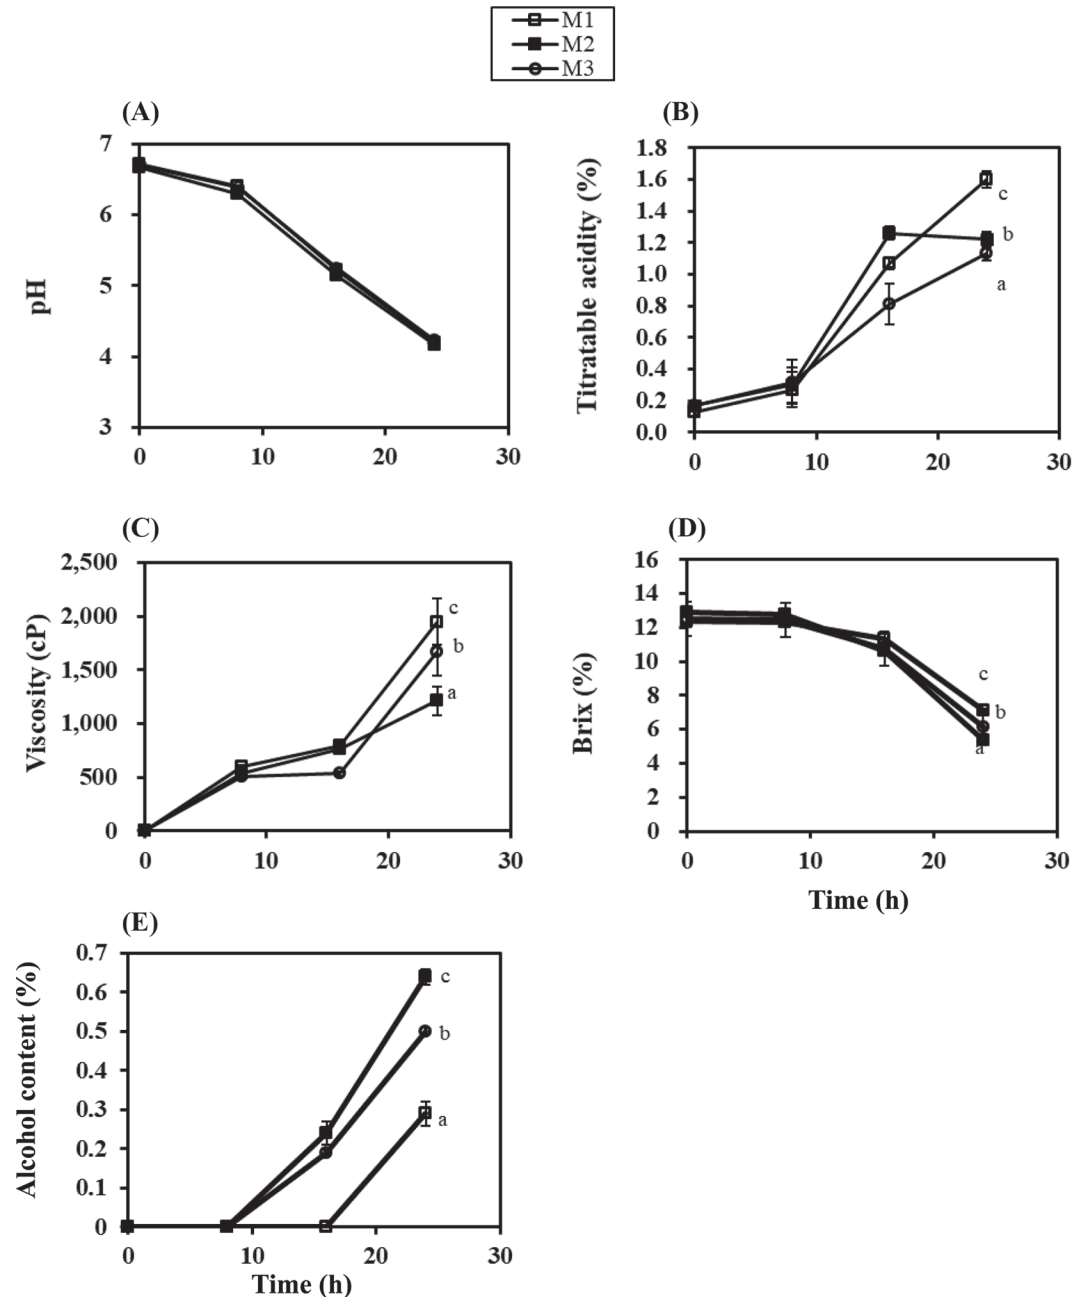 M1
M2
M3
(A)
7
6
5
4
3
pH
0 10 20 30
(B)
1.8
1.6
1.4
1.2
1.0
0.8
0.6
0.4
0.2
0.0
Titratable acidity (%)
c
b
a
0 10 20 30
(C)
2,500
2,000
1,500
1,000
500
0
Viscosity (cP)
c
b
a
0 10 20 30
(D)
16
14
12
10
8
6
4
2
0
Brix (%)
c
b
a
0 10 20 30
Time (h)
(E)
0.7
0.6
0.5
0.4
0.3
0.2
0.1
0
Alcohol content (%)
c
b
a
0 10 20 30
Time (h)